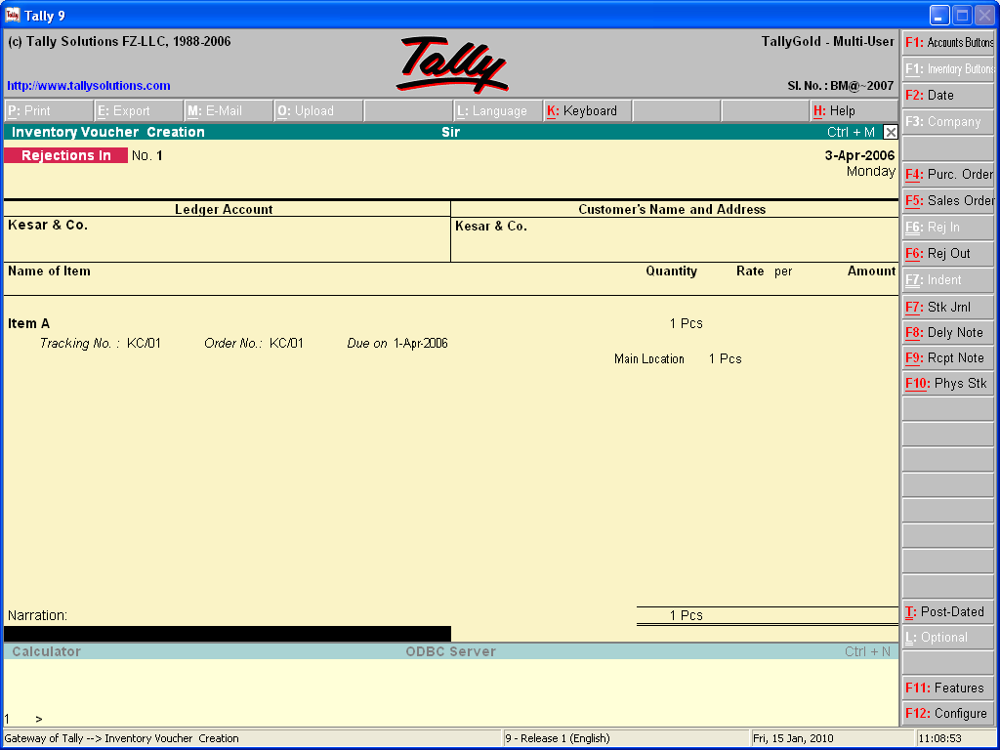 Tally 9
(c) Tally Solutions FZ-LLC, 1988-2006
Tally
TallyGold - Multi-User
http://www.tallysolutions.com
Sl. No.: BM@~2007
P: Print E: Export M: E-Mail O: Upload L: Language K: Keyboard H: Help
Inventory Voucher Creation Sir Ctrl + M
Rejections In No. 1 3-Apr-2006
Monday
Ledger Account Customer's Name and Address
Kesar & Co. Kesar & Co.
Name of Item Quantity Rate per Amount
Item A 1 Pcs
Tracking No. : KC/01 Order No.: KC/01 Due on 1-Apr-2006
Main Location 1 Pcs
Narration: 1 Pcs
Calculator ODBC Server Ctrl + N
1 >
F1: Accounts Buttons
F1: Inventory Buttons
F2: Date
F3: Company
F4: Purc. Order
F5: Sales Order
F6: Rej In
F6: Rej Out
F7: Indent
F7: Stk Jrnl
F8: Dely Note
F9: Rcpt Note
F10: Phys Stk
T: Post-Dated
L: Optional
F11: Features
F12: Configure
Gateway of Tally --> Inventory Voucher Creation 9 - Release 1 (English) Fri, 15 Jan, 2010 11:08:53